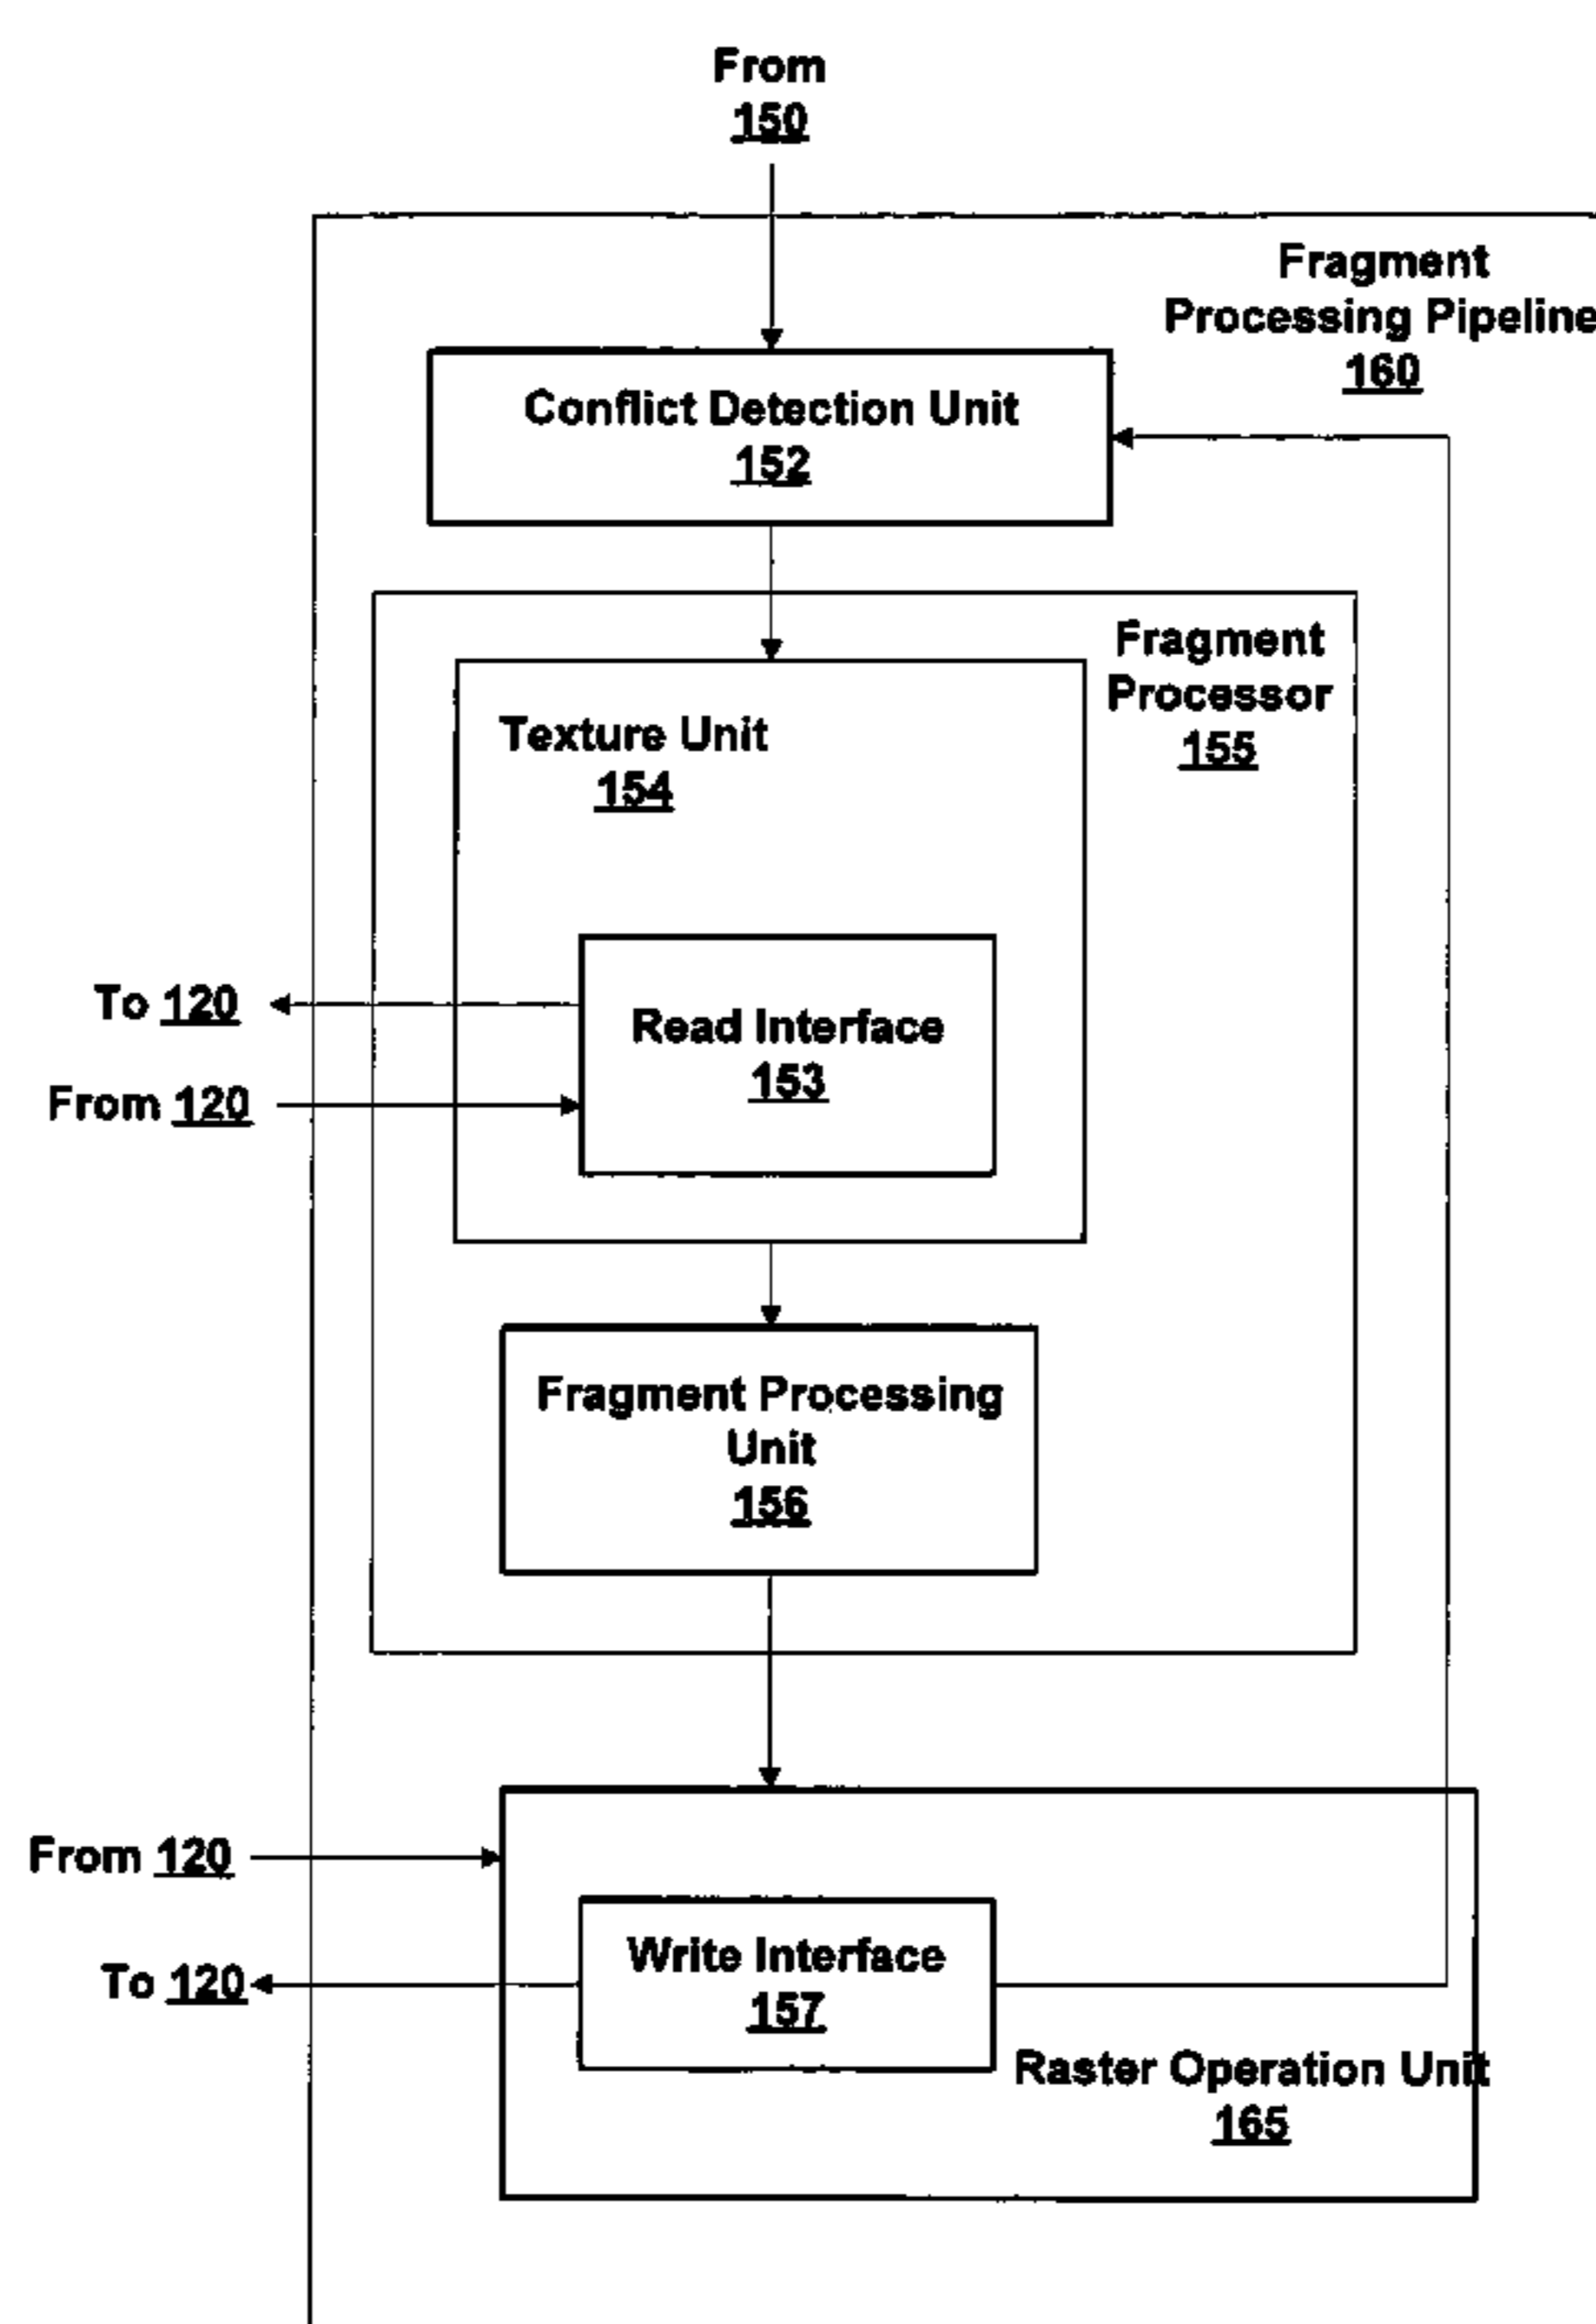 From
150
Fragment
Processing Pipeline
160
Conflict Detection Unit
152
Fragment
Processor
155
Texture Unit
154
To 120
Read Interface
153
From 120
Fragment Processing
Unit
156
From 120
Write Interface
157
To 120
Raster Operation Unit
165